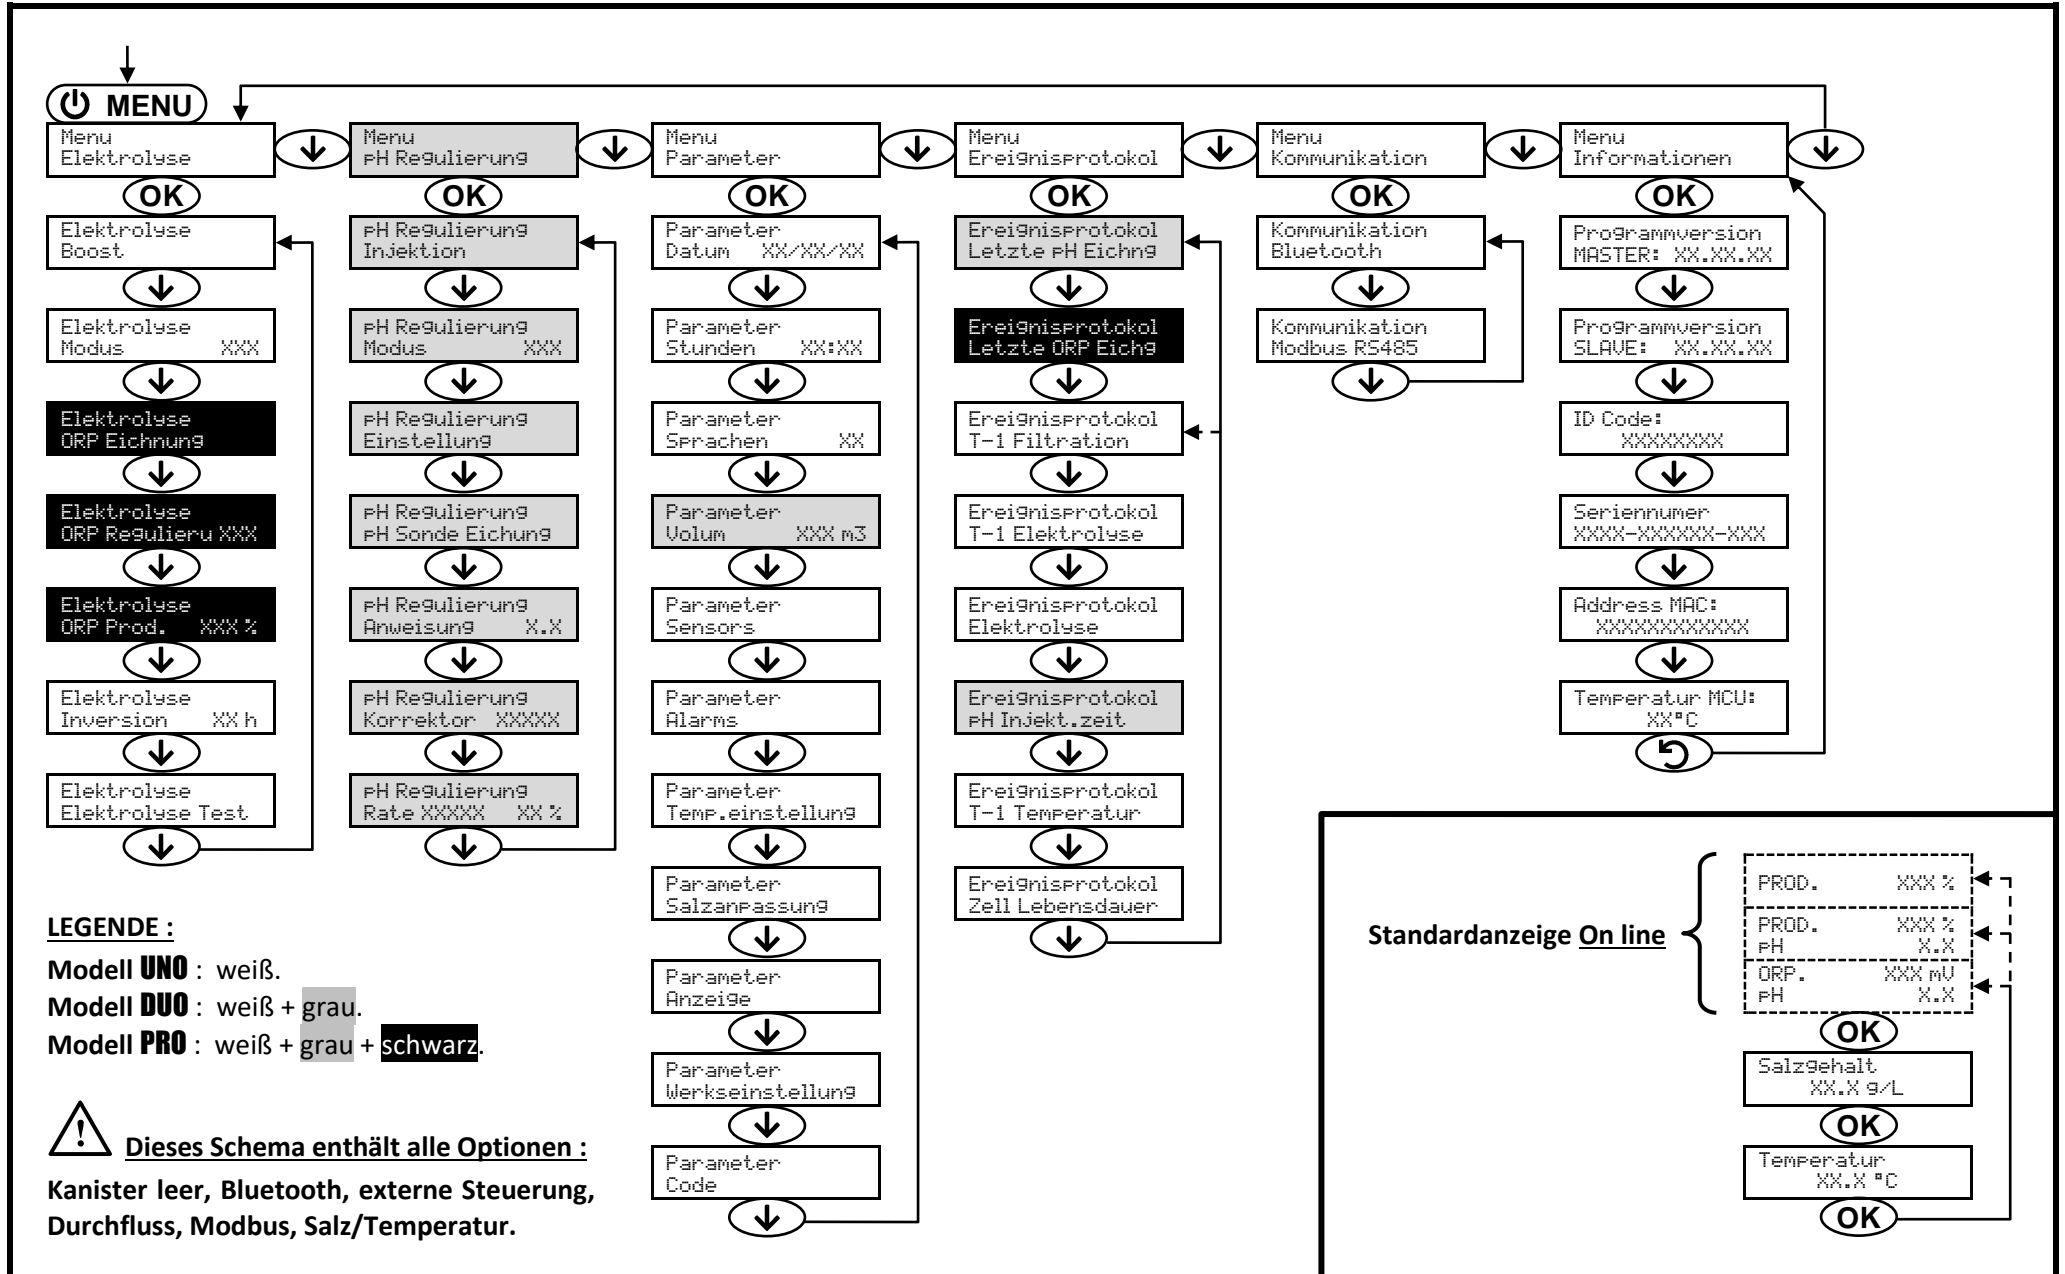 MENU
Menu
Elektrolyse
OK
Elektrolyse
Boost
Elektrolyse
Modus XXX
Elektrolyse
ORP Eichnung
Elektrolyse
ORP Regulieru XXX
Elektrolyse
ORP Prod. XXX %
Elektrolyse
Inversion XX h
Elektrolyse
Elektrolyse Test
Menu
pH Regulierung
OK
pH Regulierung
Injektion
pH Regulierung
Modus XXX
pH Regulierung
Einstellung
pH Regulierung
pH Sonde Eichung
pH Regulierung
Anweisung X.X
pH Regulierung
Korrektor XXXXX
pH Regulierung
Rate XXXXX XX %
Menu
Parameter
OK
Parameter
Datum XX/XX/XX
Parameter
Stunden XX:XX
Parameter
Sprachen XX
Parameter
Volum XXX m3
Parameter
Sensors
Parameter
Alarms
Parameter
Temp.einstellung
Parameter
Salzanpassung
Parameter
Anzeige
Parameter
Werkseinstellung
Parameter
Code
Menu
Ereignisprotokol
OK
Ereignisprotokol
Letzte pH Eichng
Ereignisprotokol
Letzte ORP Eichg
Ereignisprotokol
T-1 Filtration
Ereignisprotokol
T-1 Elektrolyse
Ereignisprotokol
Elektrolyse
Ereignisprotokol
pH Injekt.zeit
Ereignisprotokol
T-1 Temperatur
Ereignisprotokol
Zell Lebensdauer
Menu
Kommunikation
OK
Kommunikation
Bluetooth
Kommunikation
Modbus RS485
Menu
Informationen
OK
Programmversion
MASTER: XX.XX.XX
Programmversion
SLAVE: XX.XX.XX
ID Code:
XXXXXXXX
Seriennumer
XXXX-XXXXXX-XXX
Address MAC:
XXXXXXXXXXXX
Temperatur MCU:
XX°C
LEGENDE :
Modell UNO : weiß.
Modell DUO : weiß + grau.
Modell PRO : weiß + grau + schwarz.
Dieses Schema enthält alle Optionen :
Kanister leer, Bluetooth, externe Steuerung,
Durchfluss, Modbus, Salz/Temperatur.
Standardanzeige On line
PROD. XXX %
PROD. XXX %
pH X.X
ORP. XXX mV
pH X.X
OK
Salzgehalt
XX.X g/L
OK
Temperatur
XX.X °C
OK